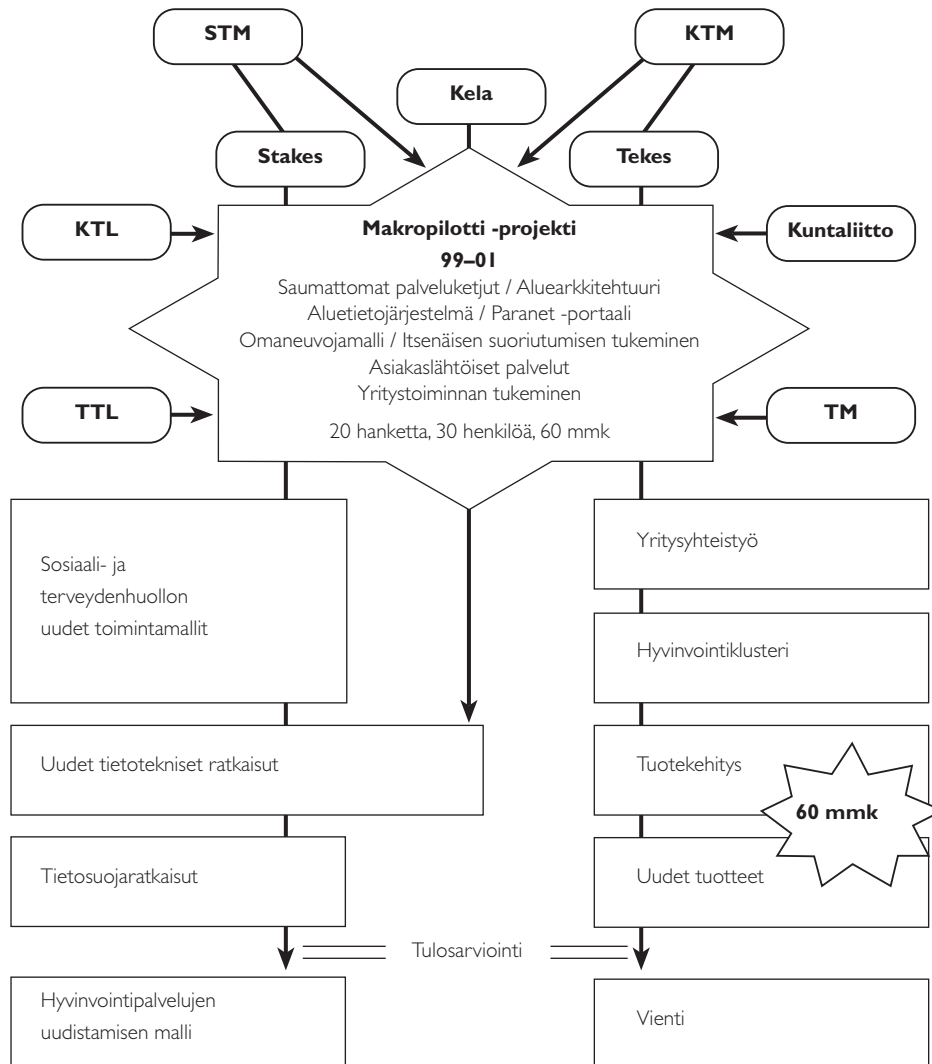 STM
KTM
Kela
Stakes
Tekes
KTL
Kuntaliitto
Makropilotti -projekti
99–01
Saumattomat palveluketjut / Aluearkkitehtuuri
Aluetietojärjestelmä / Paranet -portaali
Omaneuvojamalli / Itsenäisen suoriutumisen tukeminen
Asiakaslähtöiset palvelut
Yritystoiminnan tukeminen
20 hanketta, 30 henkilöä, 60 mmk
TTL
TM
Sosiaali- ja
terveydenhuollon
uudet toimintamallit
Yritysyhteistyö
Hyvinvointiklusteri
Uudet tietotekniset ratkaisut
Tuotekehitys
60 mmk
Tietosuojaratkaisut
Uudet tuotteet
Tulosarviointi
Hyvinvointipalvelujen
uudistamisen malli
Vienti